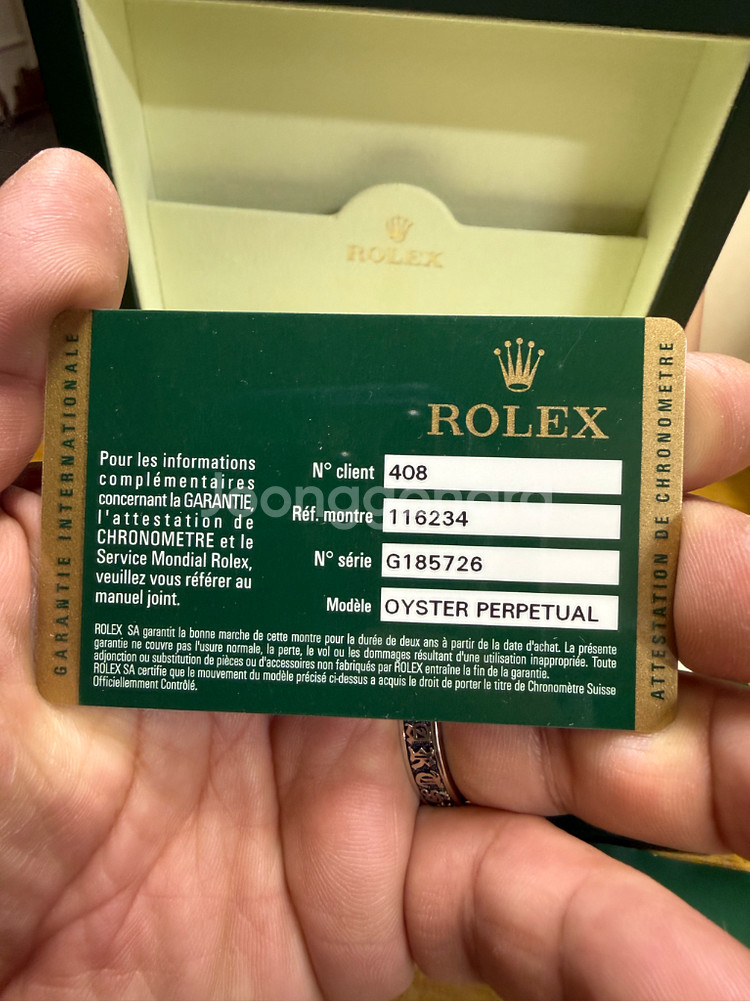 ROLEX
GARANTIE INTERNATIONALE
ROLEX
ATTESTATION DE CHRONOMETRE
Pour les informations
complémentaires
concernant la GARANTIE,
l'attestation de
CHRONOMETRE et le
Service Mondial Rolex,
veuillez vous référer au
manuel joint.
N° client 408
Réf. montre 116234
N° série G185726
Modèle OYSTER PERPETUAL
Joonggonara
ROLEX SA garantit la bonne marche de cette montre pour la durée de deux ans à partir de la date d'achat. La présente
garantie ne couvre pas l'usure normale, la perte, le vol ou les dommages résultant d'une utilisation inappropriée. Toute
adjonction ou substitution de pièces ou d'accessoires non fabriqués par ROLEX entraîne la fin de la garantie.
ROLEX SA certifie que le mouvement du modèle précisé ci-dessus a acquis le droit de porter le titre de Chronomètre Suisse
Officiellement Contrôlé.